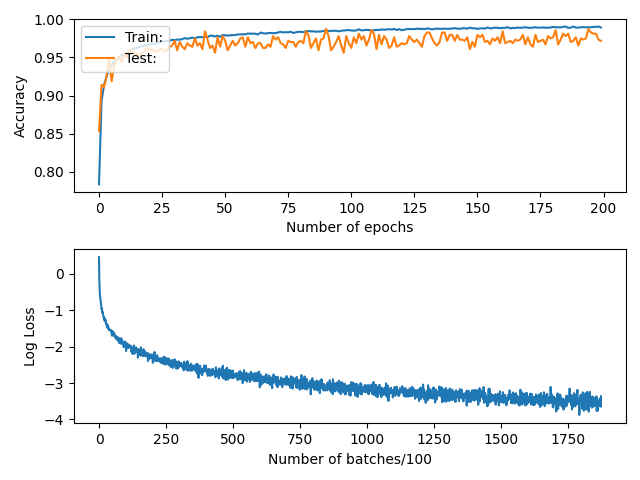 1.00
0.95
0.90
0.85
0.80
Accuracy
Train:
Test:
0 25 50 75 100 125 150 175 200
Number of epochs
0
−1
−2
−3
−4
Log Loss
0 250 500 750 1000 1250 1500 1750
Number of batches/100